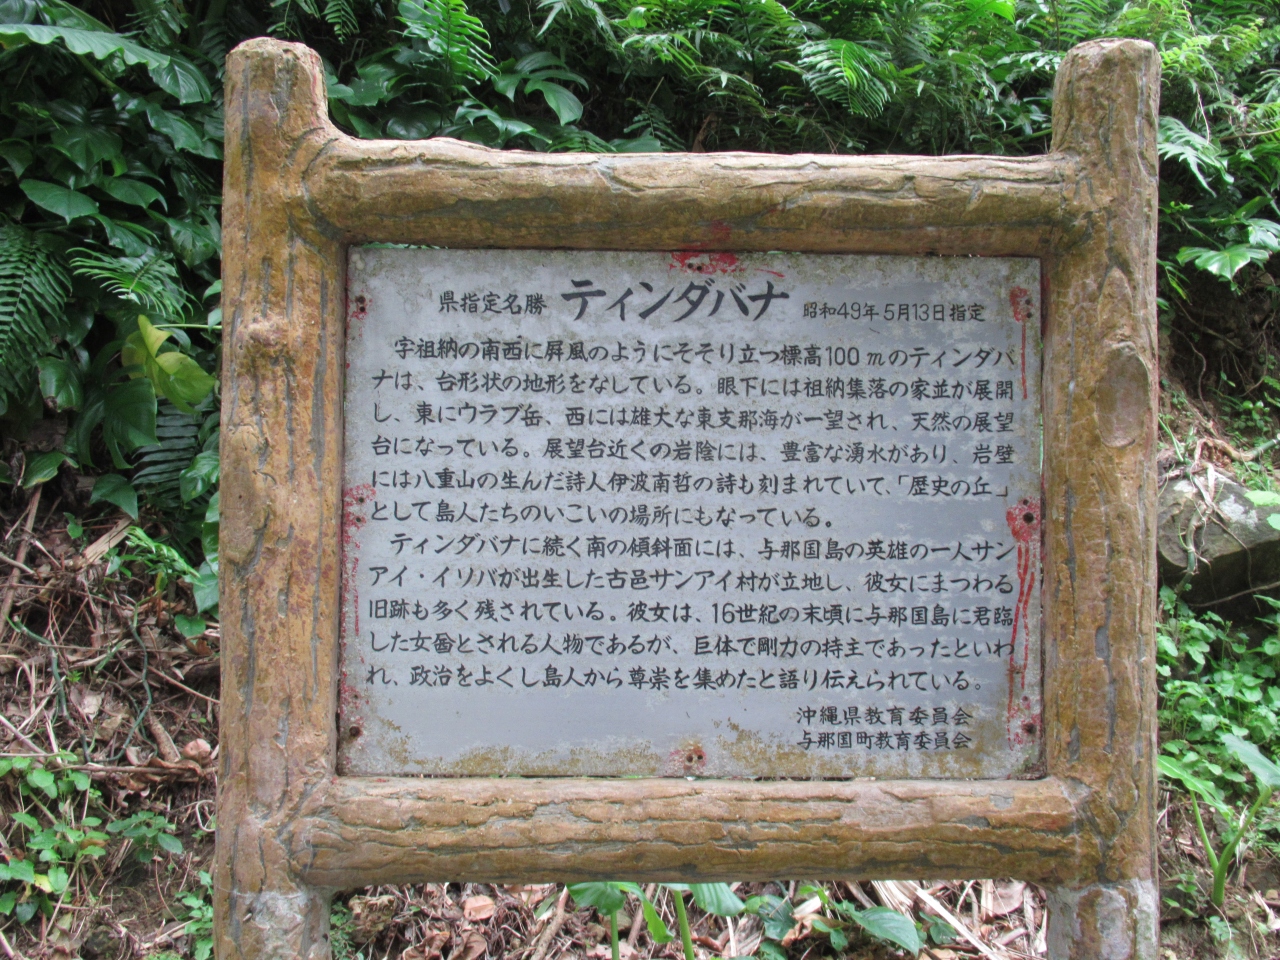 県指定名勝 ティンダバナ 昭和49年5月13日指定
字祖納の南西に屏風のようにそそり立つ標高100mのティンダバ
ナは、台形状の地形をなしている。眼下には祖納集落の家並が展開
し、東にウラブ岳、西には雄大な東支那海が一望され、天然の展望
台になっている。展望台近くの岩陰には、豊富な湧水があり、岩壁
には八重山の生んだ詩人伊波南哲の詩も刻まれていて、「歴史の丘」
として島人たちのいこいの場所にもなっている。
ティンダバナに続く南の傾斜面には、与那国島の英雄の一人サン
アイ・イソバが出生した古邑サンアイ村が立地し、彼女にまつわる
旧跡も多く残されている。彼女は、16世紀の末頃に与那国島に君臨
した女酋とされる人物であるが、巨体で剛力の持主であったといわ
れ、政治をよくし島人から尊崇を集めたと語り伝えられている。
沖縄県教育委員会
与那国町教育委員会